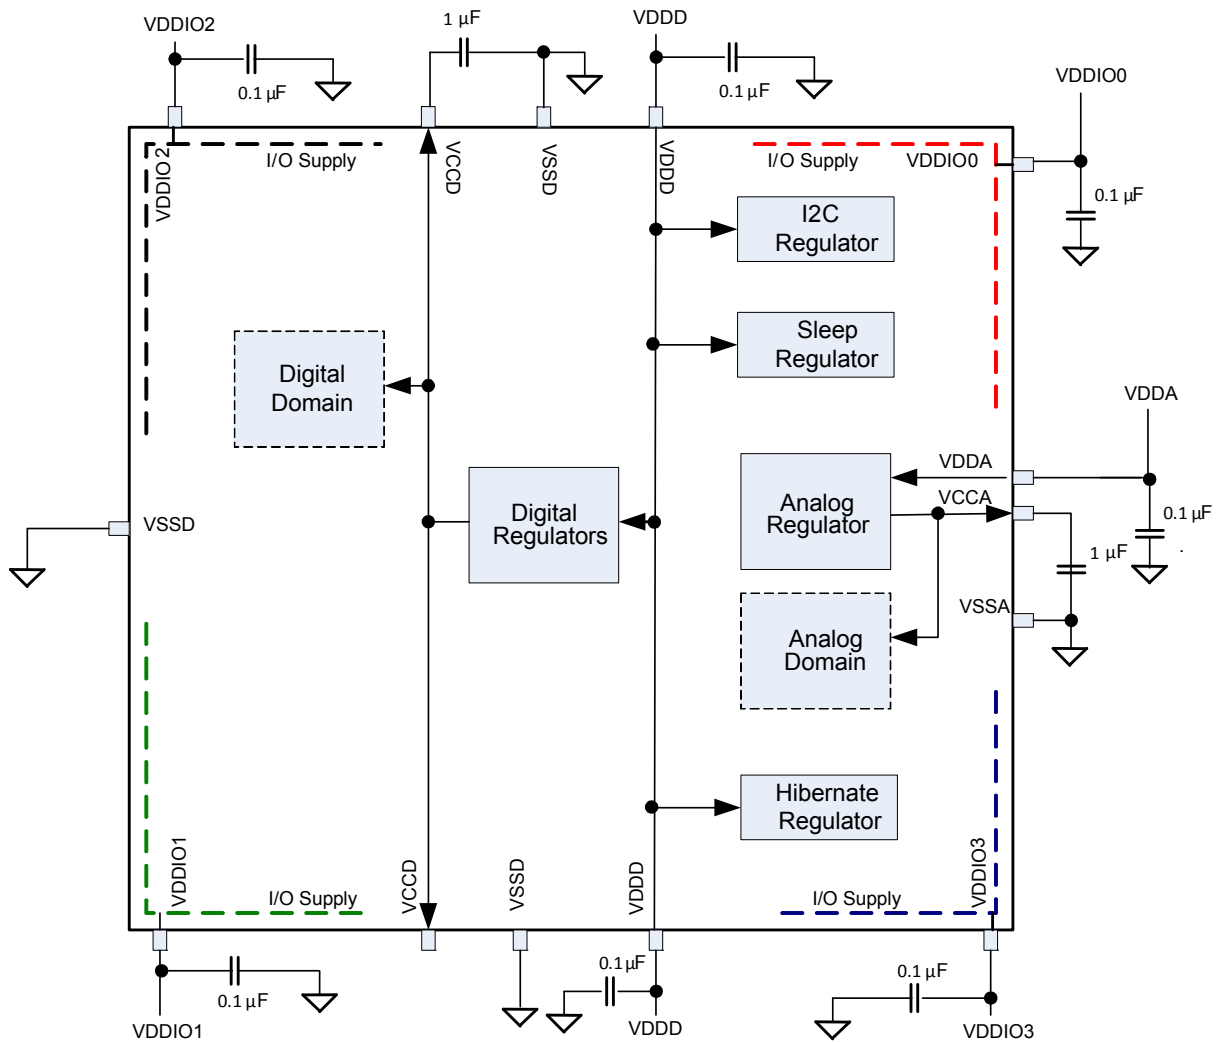 VDDIO2
1 µF
VDDD
VDDIO0
0.1 µF
0.1 µF
0.1 µF
VDDIO2
I/O Supply
VCCD
VSSD
VDDD
I/O Supply
VDDIO0
I2C
Regulator
Sleep
Regulator
Digital
Domain
VDDA
VDDA
VCCA
Analog
Regulator
Digital
Regulators
VSSD
0.1 µF
.
1 µF
VSSA
Analog
Domain
Hibernate
Regulator
VDDIO1
I/O Supply
VCCD
VSSD
VDDD
I/O Supply
VDDIO3
0.1 µF
0.1 µF
0.1 µF
VDDIO1
VDDD
VDDIO3